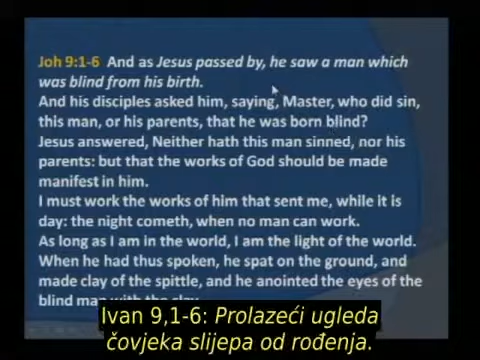 Joh 9:1-6 And as Jesus passed by, he saw a man which
was blind from his birth.
And his disciples asked him, saying, Master, who did sin,
this man, or his parents, that he was born blind?
Jesus answered, Neither hath this man sinned, nor his
parents: but that the works of God should be made
manifest in him.
I must work the works of him that sent me, while it is
day: the night cometh, when no man can work.
As long as I am in the world, I am the light of the world.
When he had thus spoken, he spat on the ground, and
made clay of the spittle, and he anointed the eyes of the
blind man with the clay
Ivan 9,1-6: Prolazeći ugleda
čovjeka slijepa od rođenja.